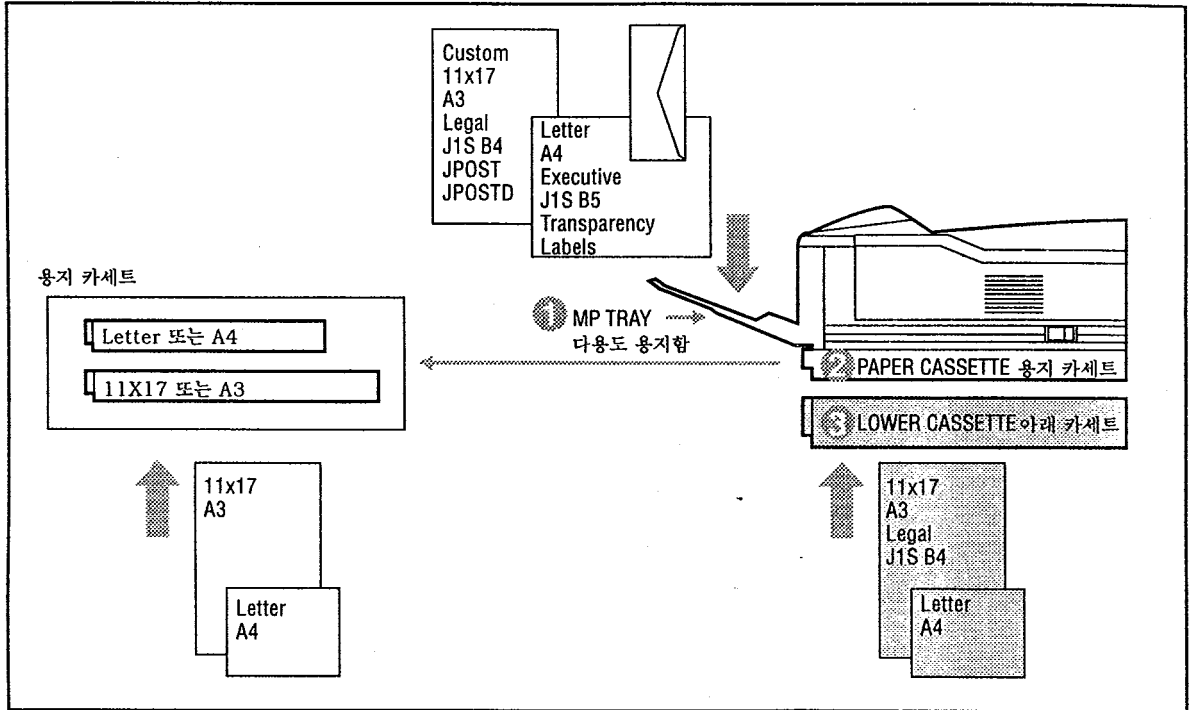 Custom
11x17
A3
Legal
J1S B4
JPOST
JPOSTD
Letter
A4
Executive
J1S B5
Transparency
Labels
용지 카세트
Letter 또는 A4
11X17 또는 A3
1 MP TRAY
다용도 용지함
2 PAPER CASSETTE 용지 카세트
3 LOWER CASSETTE 아래 카세트
11x17
A3
Letter
A4
11x17
A3
Legal
J1S B4
Letter
A4